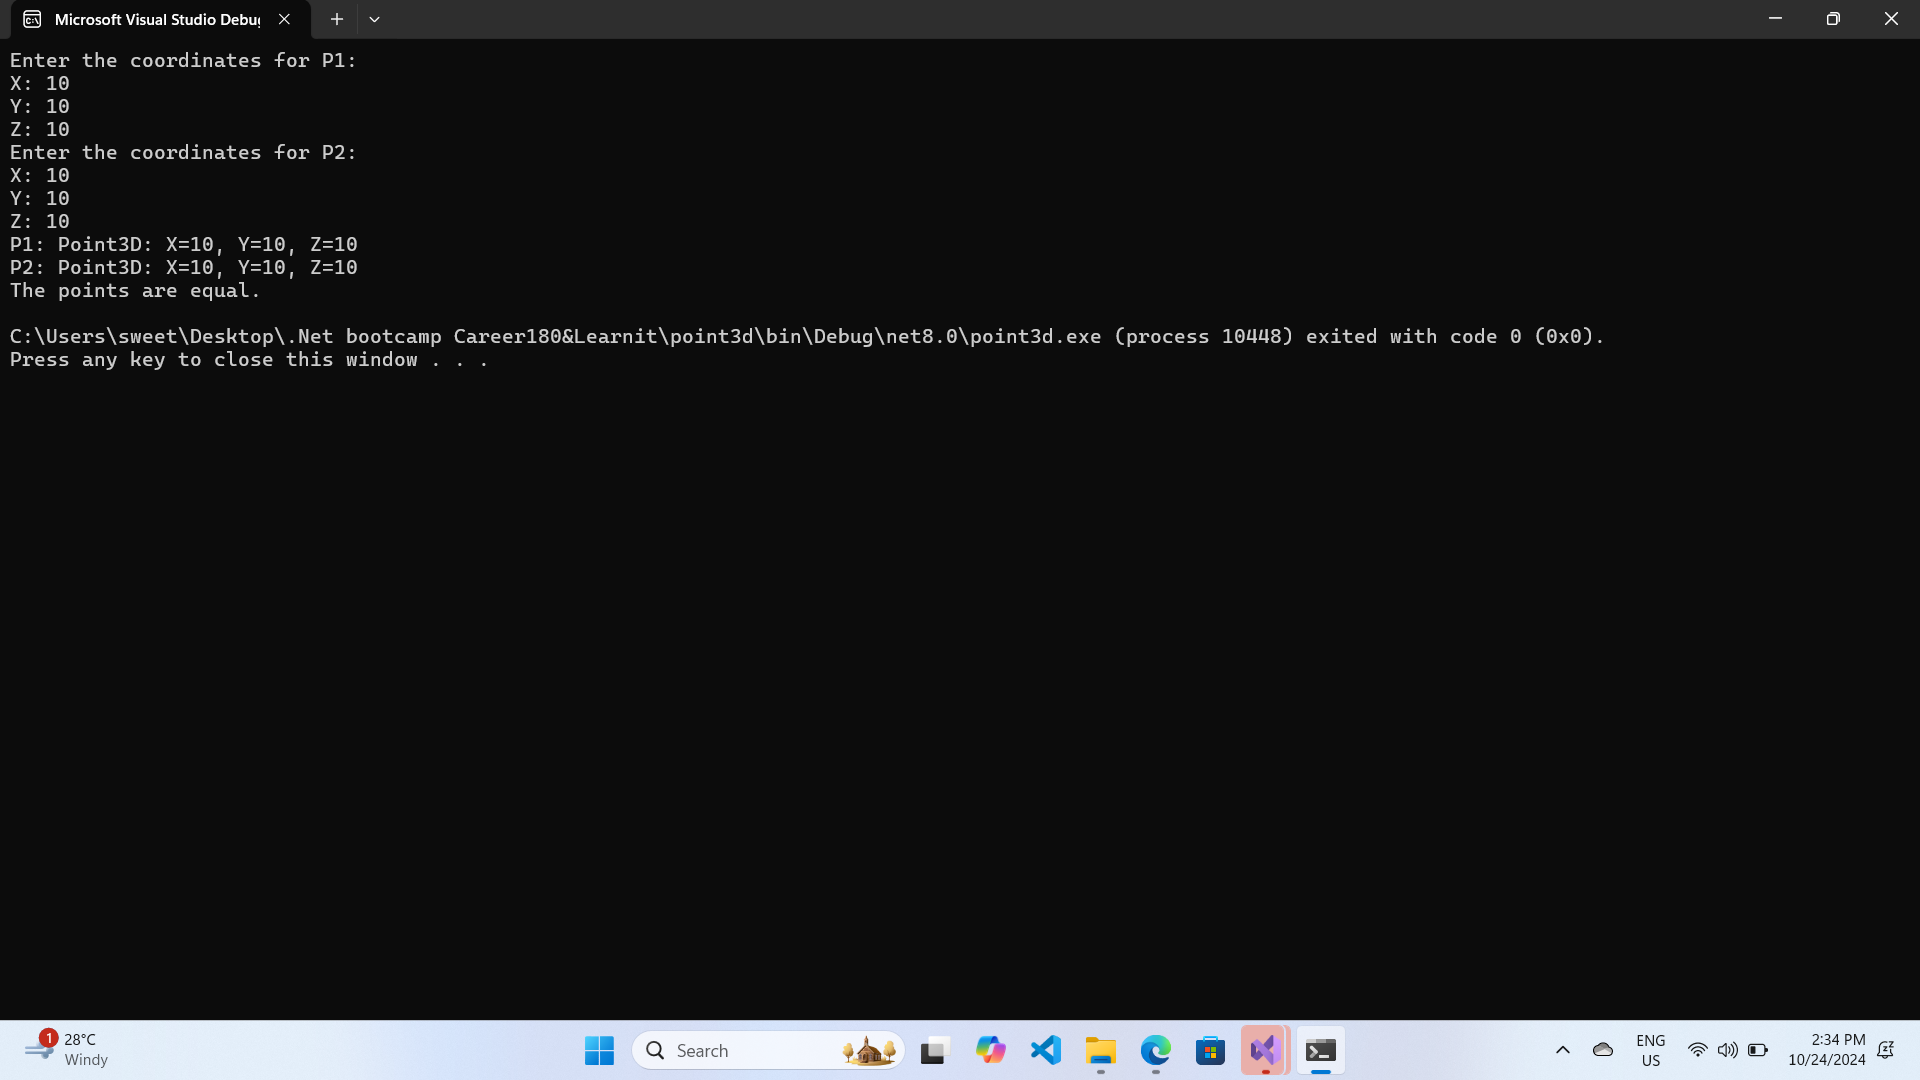 Microsoft Visual Studio Debug
Enter the coordinates for P1:
X: 10
Y: 10
Z: 10
Enter the coordinates for P2:
X: 10
Y: 10
Z: 10
P1: Point3D: X=10, Y=10, Z=10
P2: Point3D: X=10, Y=10, Z=10
The points are equal.
C:\Users\sweet\Desktop\.Net bootcamp Career180&Learnit\point3d\bin\Debug\net8.0\point3d.exe (process 10448) exited with code 0 (0x0).
Press any key to close this window . . .
1
28°C
Windy
Search
ENG
US
2:34 PM
10/24/2024